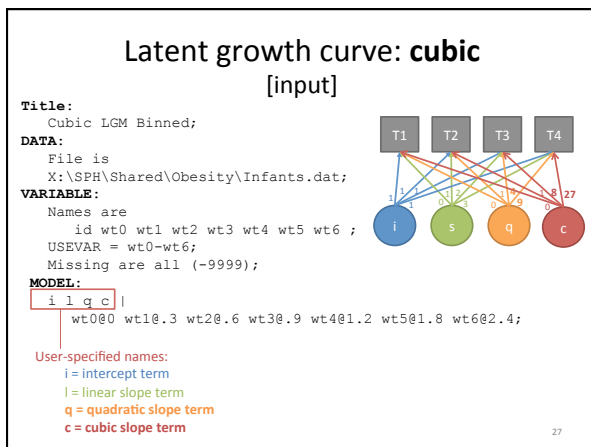 Latent growth curve: cubic
[input]
Title:
Cubic LGM Binned;
DATA:
File is
X:\SPH\Shared\Obesity\Infants.dat;
VARIABLE:
Names are
id wt0 wt1 wt2 wt3 wt4 wt5 wt6 ;
USEVAR = wt0-wt6;
Missing are all (-9999);
MODEL:
i l q c |
wt0@0 wt1@.3 wt2@.6 wt3@.9 wt4@1.2 wt5@1.8 wt6@2.4;
User-specified names:
i = intercept term
l = linear slope term
q = quadratic slope term
c = cubic slope term
T1 T2 T3 T4
1 1 1 1 0 1 2 3 0 1 4 9 0 1 8 27
i s q c
27